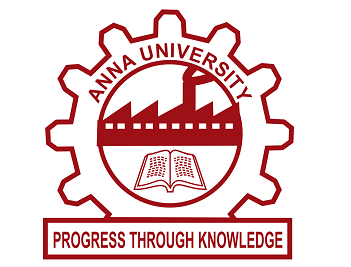 ANNA UNIVERSITY
PROGRESS THROUGH KNOWLEDGE